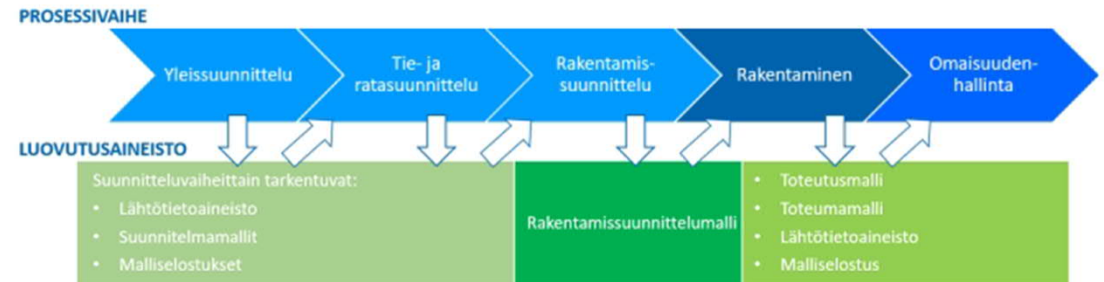 PROSESSIVAIHE
Yleissuunnittelu
Tie- ja
ratasuunnittelu
Rakentamis-
suunnittelu
Rakentaminen
Omaisuuden-
hallinta
LUOVUTUSAINEISTO
Suunnitteluvaiheittain tarkentuvat:
• Lähtötietoaineisto
• Suunnitelmamallit
• Malliselostukset
Rakentamissuunnittelumalli
• Toteutusmalli
• Toteumamalli
• Lähtötietoaineisto
• Malliselostus